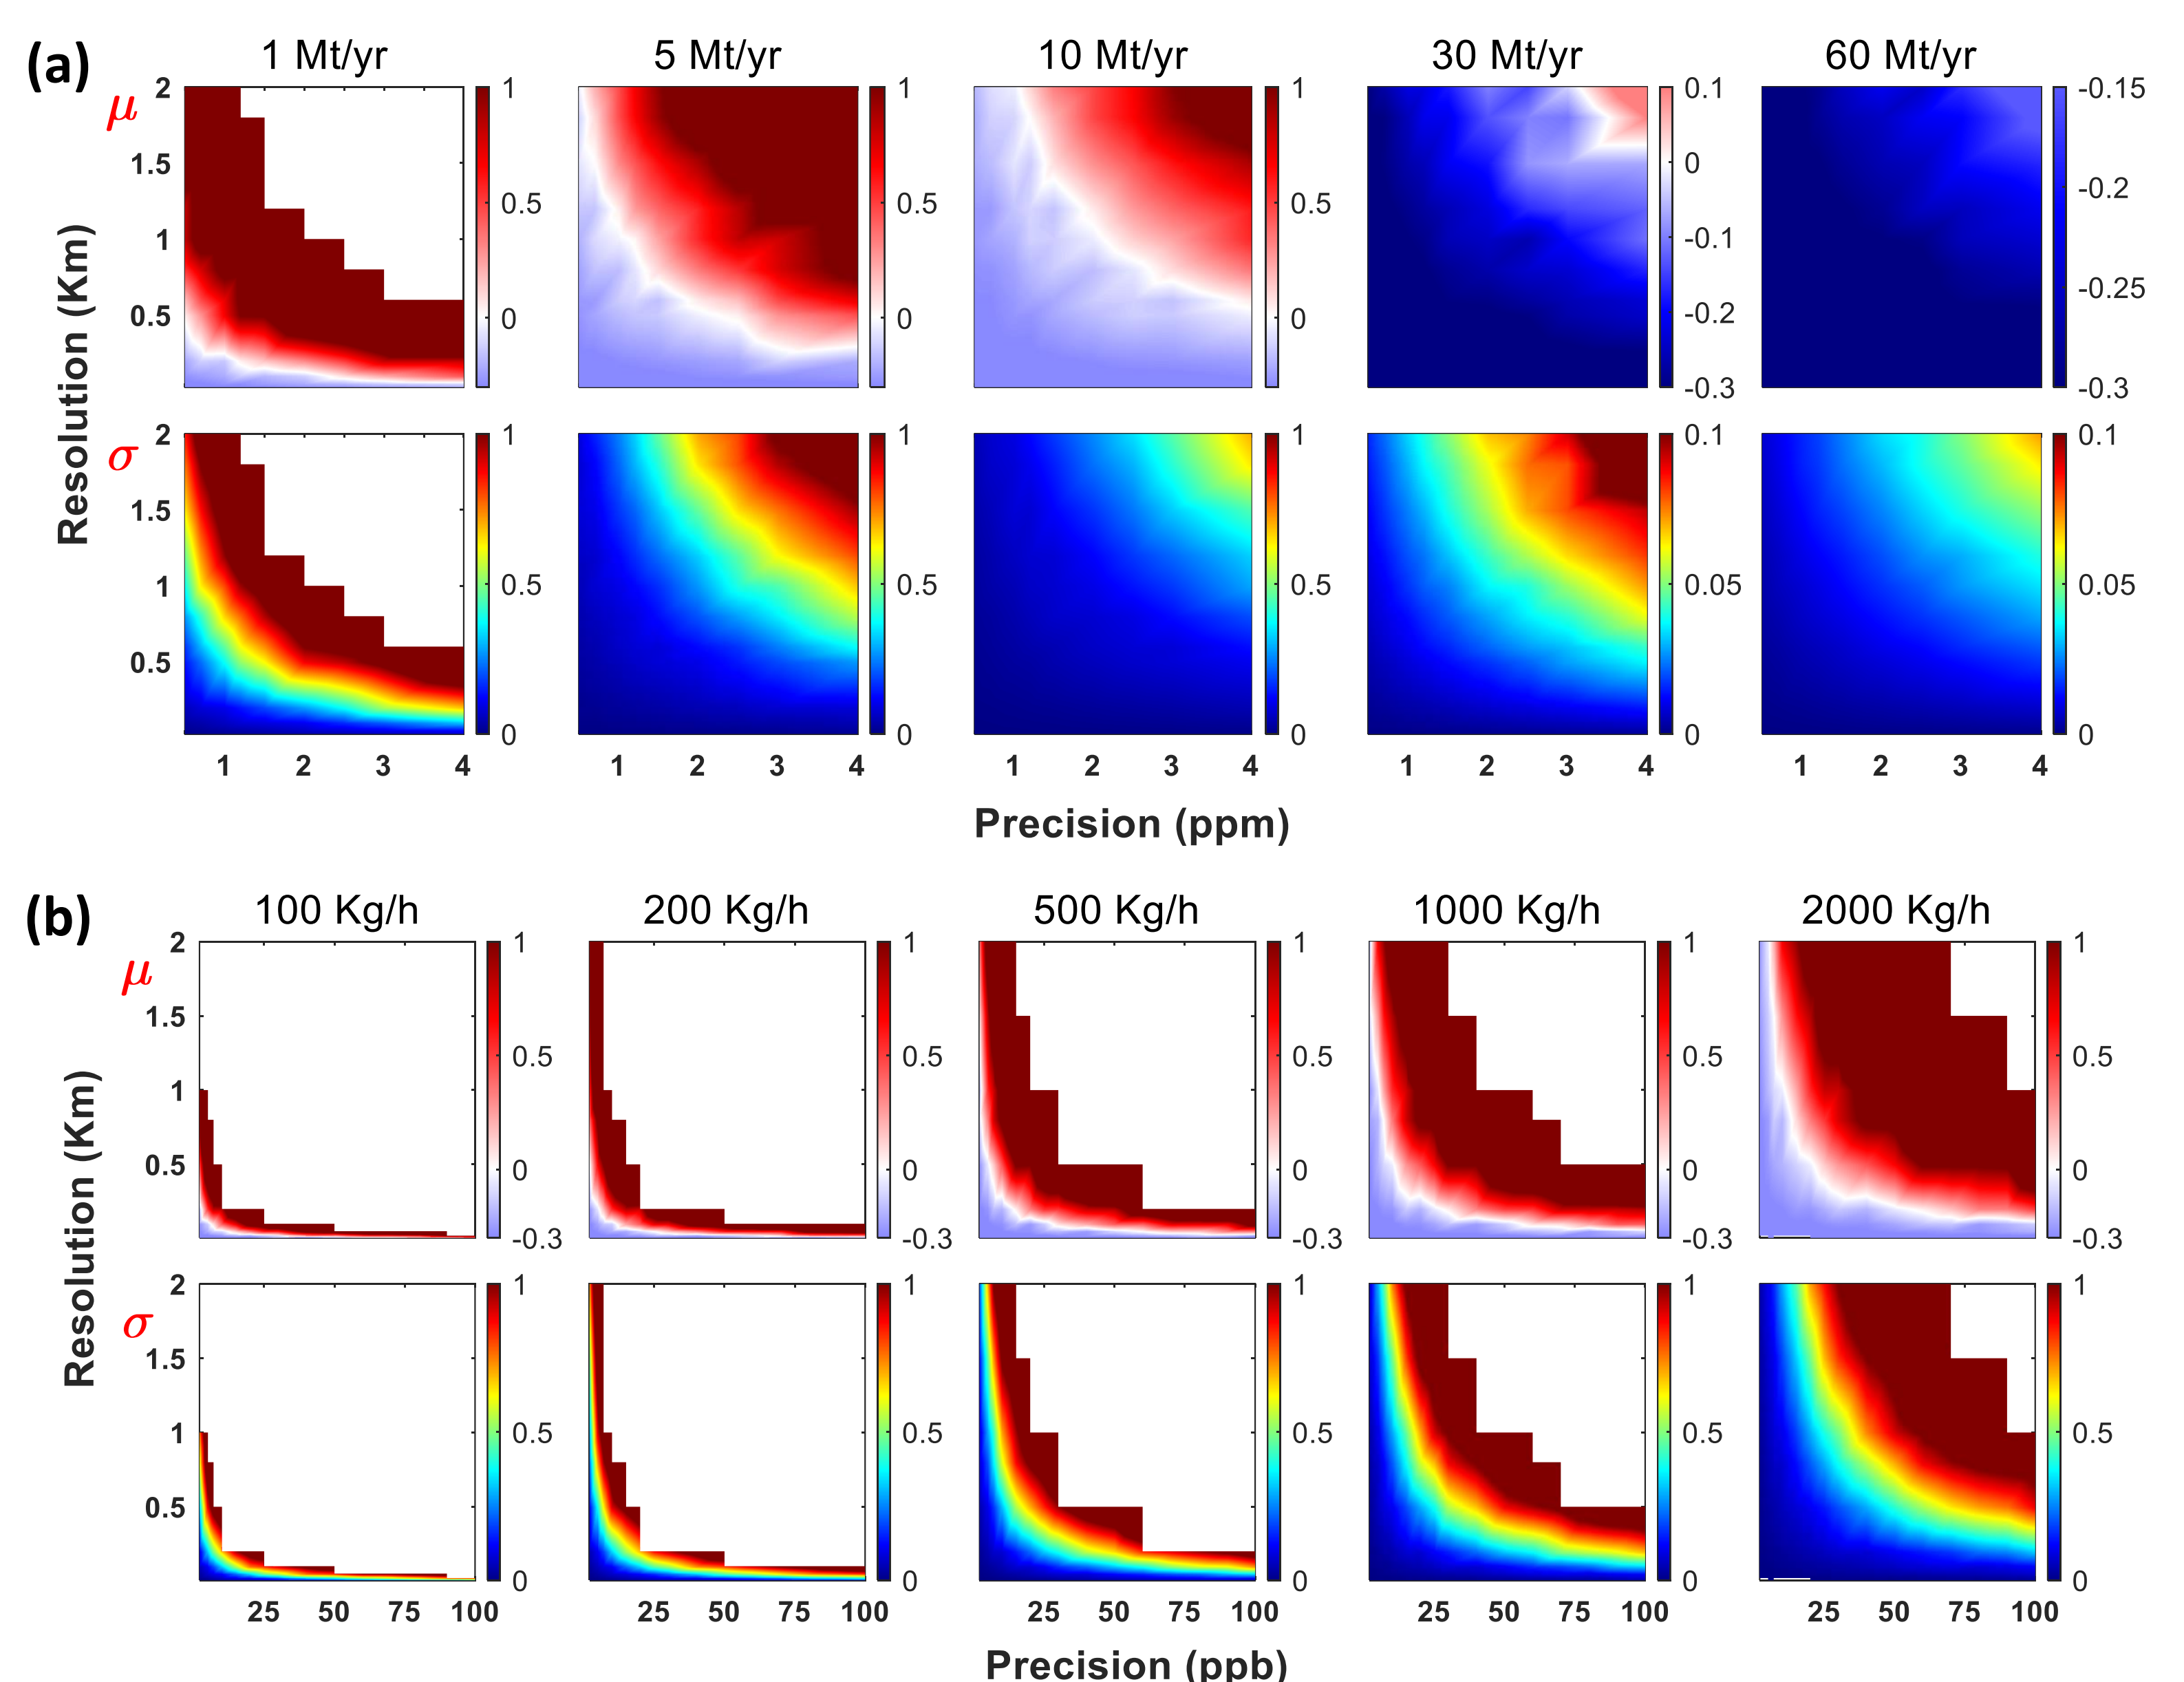 (a)
1 Mt/yr 5 Mt/yr 10 Mt/yr 30 Mt/yr 60 Mt/yr
μ
2 1.5 1 0.5
1 0.5 0
1 0.5 0
1 0.5 0
0.1 0 -0.1 -0.2 -0.3
-0.15 -0.2 -0.25 -0.3
Resolution (Km)
σ
2 1.5 1 0.5
1 0.5 0
1 0.5 0
1 0.5 0
0.1 0.05 0
0.1 0.05 0
1 2 3 4 1 2 3 4 1 2 3 4 1 2 3 4 1 2 3 4
Precision (ppm)
(b)
100 Kg/h 200 Kg/h 500 Kg/h 1000 Kg/h 2000 Kg/h
μ
2 1.5 1 0.5
1 0.5 0 -0.3
1 0.5 0 -0.3
1 0.5 0 -0.3
1 0.5 0 -0.3
1 0.5 0 -0.3
Resolution (Km)
σ
2 1.5 1 0.5
1 0.5 0
1 0.5 0
1 0.5 0
1 0.5 0
1 0.5 0
25 50 75 100 25 50 75 100 25 50 75 100 25 50 75 100 25 50 75 100
Precision (ppb)